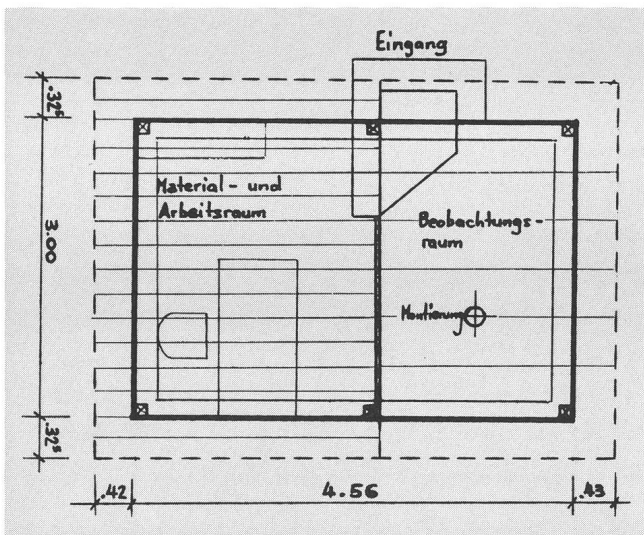 Eingang
.32⁵
Material- und
Arbeitsraum
Beobachtungs-
raum
3.00
Montierung
.32⁵
.42
4.56
.43